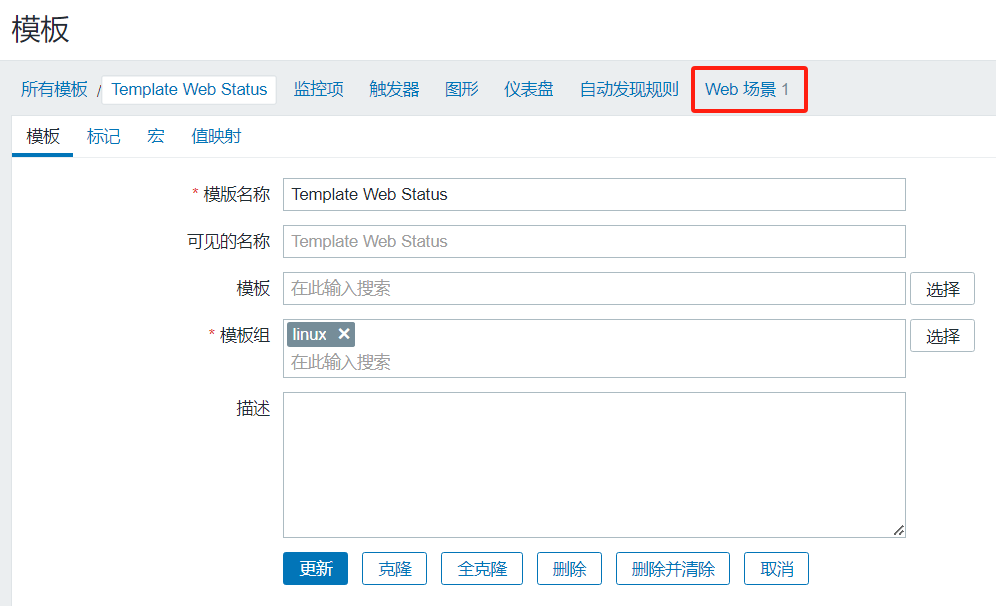 模板
所有模板 / Template Web Status 监控项 触发器 图形 仪表盘 自动发现规则 Web 场景 1
模板 标记 宏 值映射
* 模版名称 Template Web Status
可见的名称 Template Web Status
模板 在此输入搜索 选择
* 模板组 linux ✕ 选择
在此输入搜索
描述
更新 克隆 全克隆 删除 删除并清除 取消